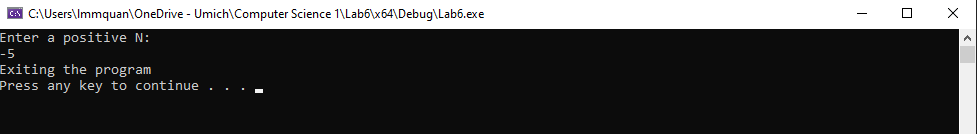 C:\Users\lmmquan\OneDrive - Umich\Computer Science 1\Lab6\x64\Debug\Lab6.exe
Enter a positive N:
-5
Exiting the program
Press any key to continue . . .